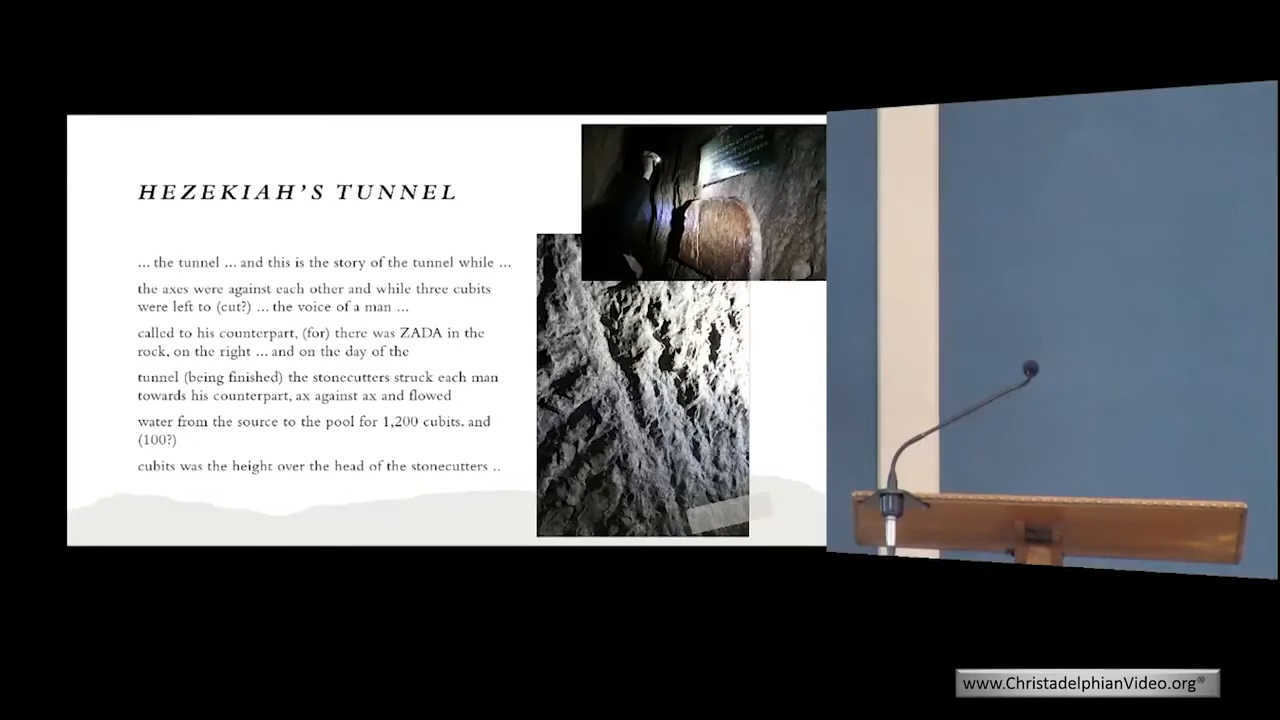 HEZEKIAH'S TUNNEL
... the tunnel ... and this is the story of the tunnel while ...
the axes were against each other and while three cubits
were left to (cut?) ... the voice of a man ...
called to his counterpart, (for) there was ZADA in the
rock, on the right ... and on the day of the
tunnel (being finished) the stonecutters struck each man
towards his counterpart, ax against ax and flowed
water from the source to the pool for 1,200 cubits. and
(100?)
cubits was the height over the head of the stonecutters ..
www.ChristadelphianVideo.org®